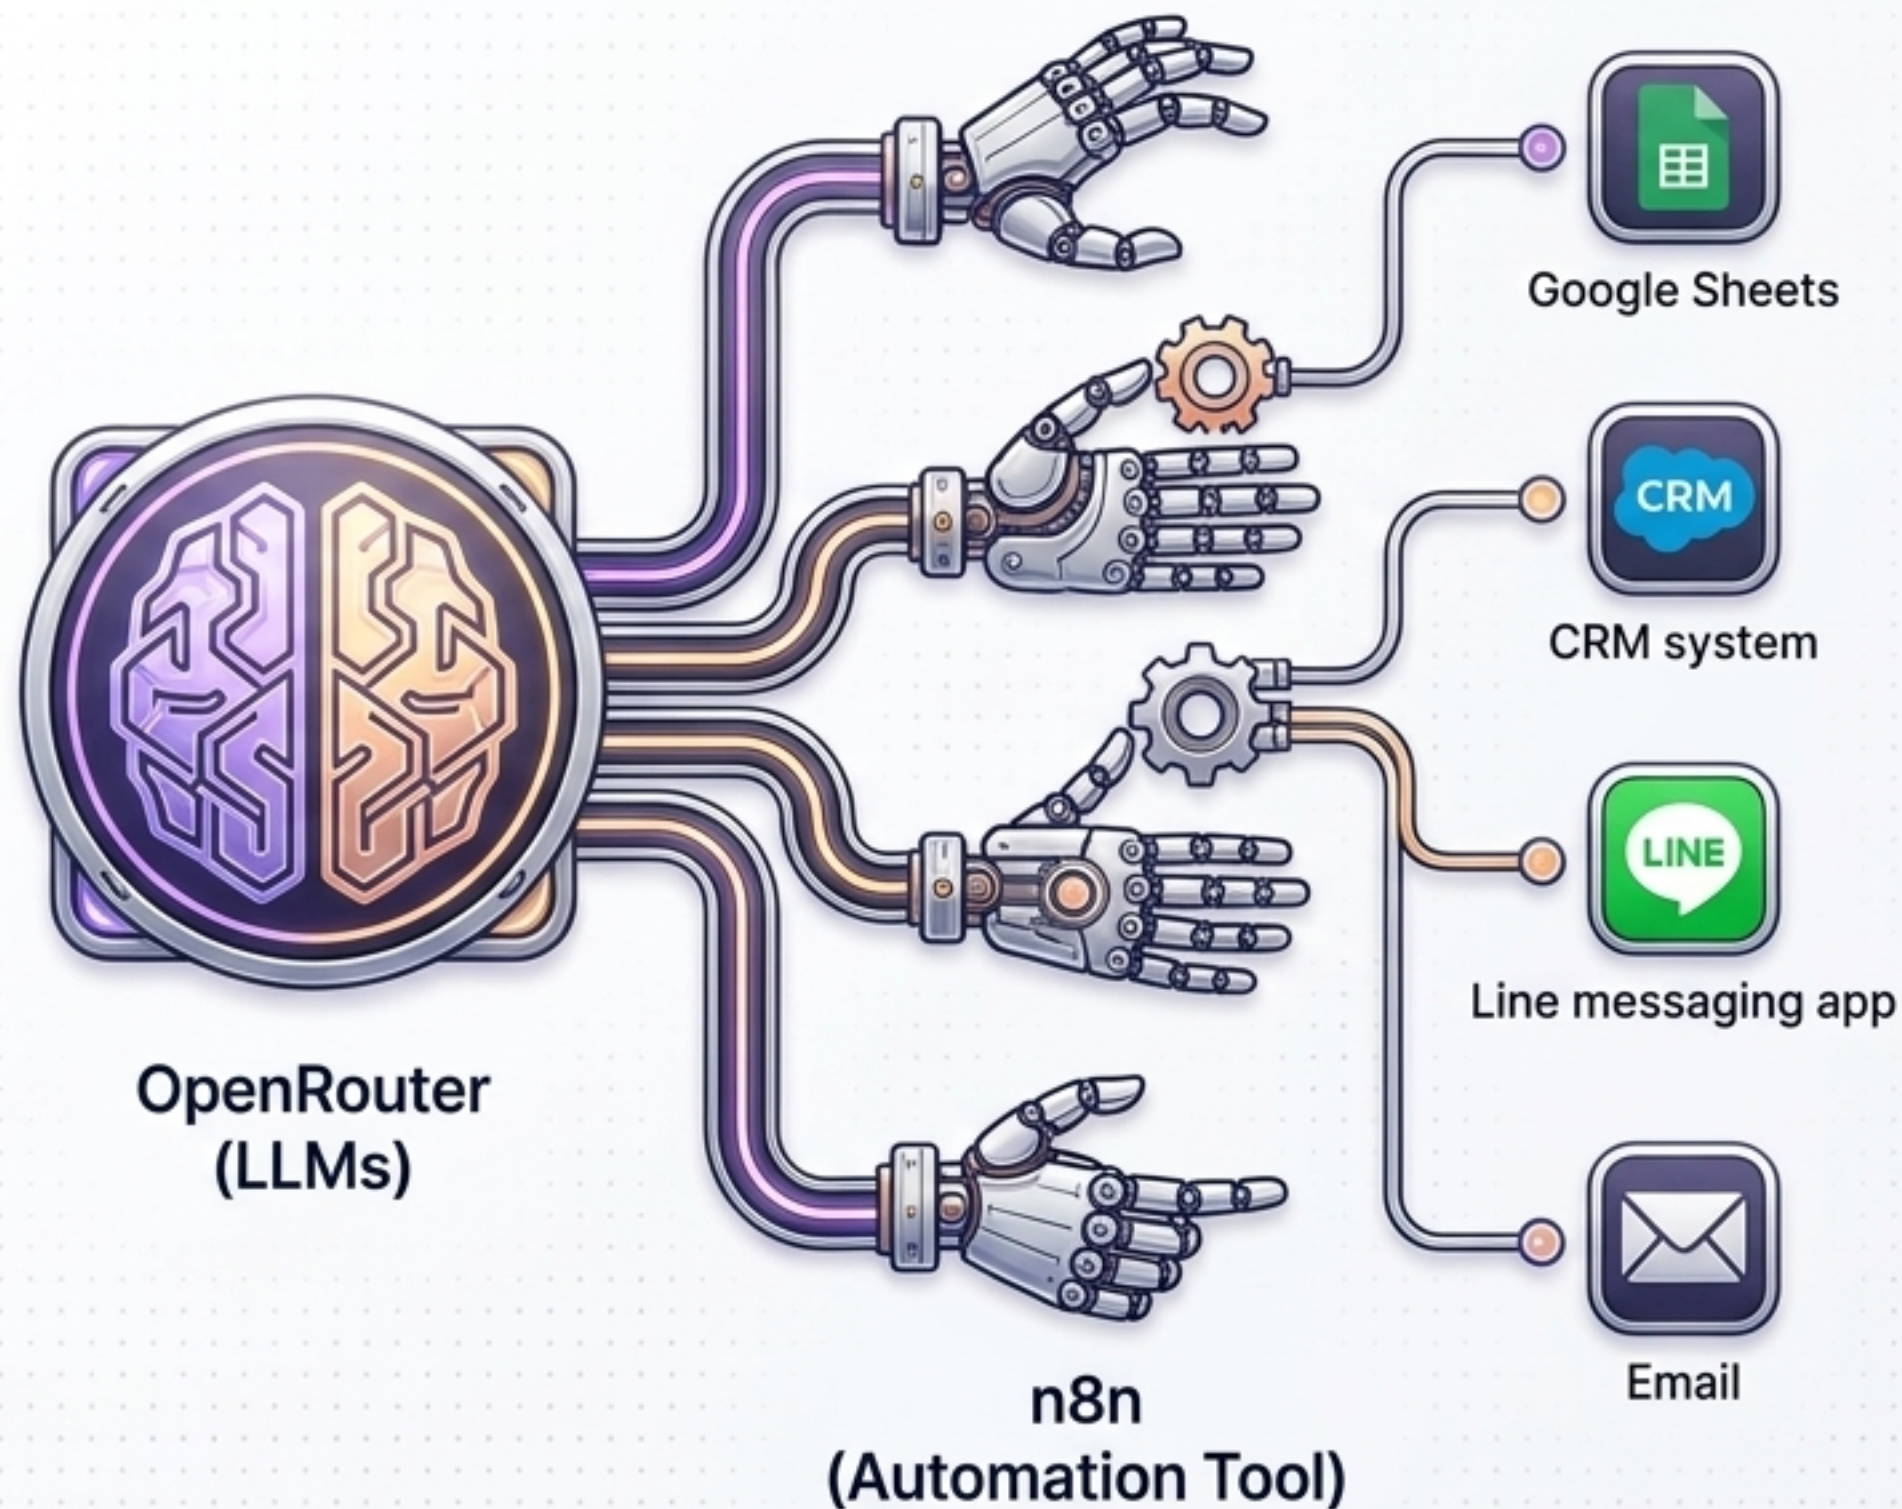 OpenRouter
(LLMs)
n8n
(Automation Tool)
Google Sheets
CRM
CRM system
LINE
Line messaging app
Email